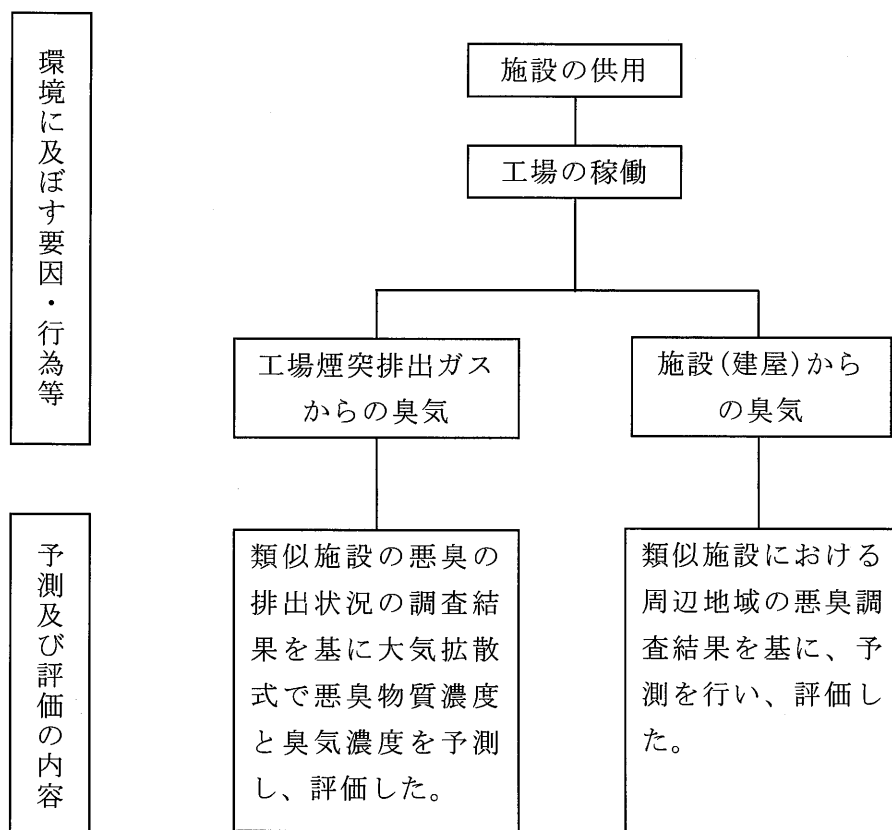 環境に及ぼす要因・行為等
施設の供用
工場の稼働
工場煙突排出ガス
からの臭気
施設(建屋)から
の臭気
予測及び評価の内容
類似施設の悪臭の
排出状況の調査結
果を基に大気拡散
式で悪臭物質濃度
と臭気濃度を予測
し、評価した。
類似施設における
周辺地域の悪臭調
査結果を基に、予
測を行い、評価し
た。